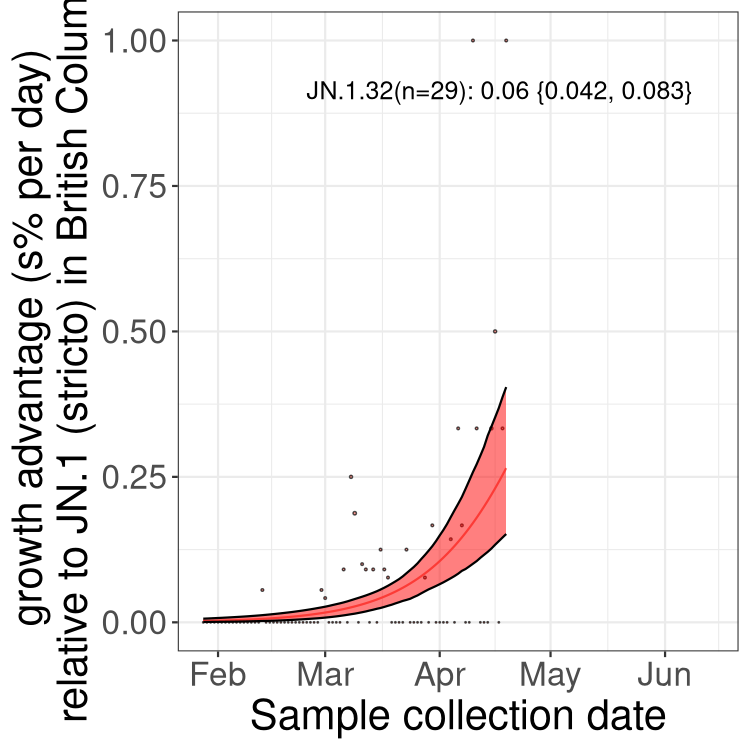 growth advantage (s% per day)
relative to JN.1 (stricto) in British Colum
1.00
0.75
0.50
0.25
0.00
JN.1.32(n=29): 0.06 {0.042, 0.083}
Feb Mar Apr May Jun
Sample collection date